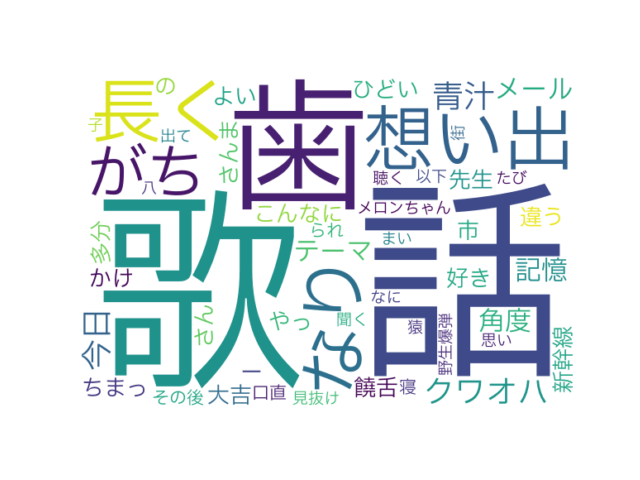 長く
の
よい
ひどい
青汁
メール
子
出て
さんま
歯
想い出
街
がち
八
聴く
以下
先生
たび
多分
こんなに
メロンちゃん
違う
歌
られ
まい
市
話
かけ
テーマ
好き
記憶
なり
なに
今日
さん
やっ
聞く
猿
野生爆弾
角度
思い
新幹線
ちまっ
その後
大吉
一
口直
見抜け
饒舌
寝
クワオハ